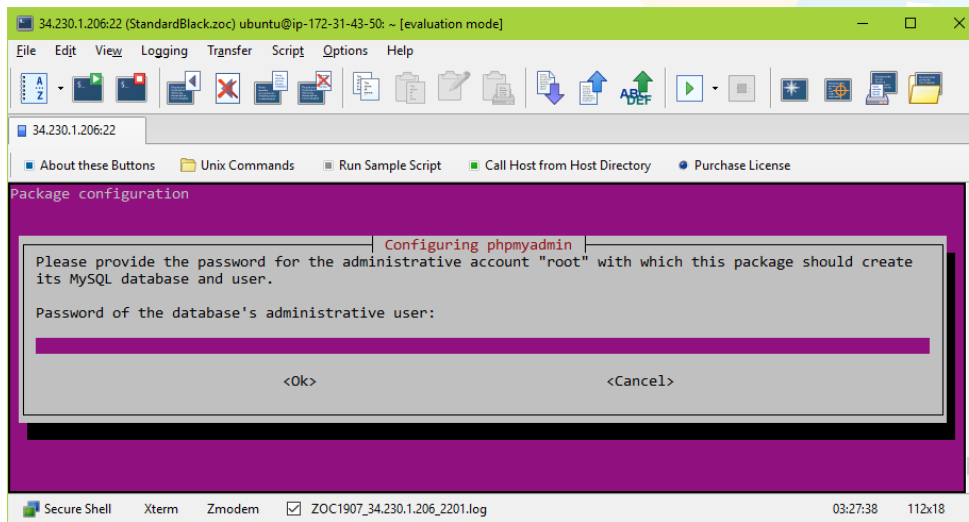 34.230.1.206:22 (StandardBlack.zoc) ubuntu@ip-172-31-43-50: ~ [evaluation mode]
File Edit View Logging Transfer Script Options Help
34.230.1.206:22
About these Buttons Unix Commands Run Sample Script Call Host from Host Directory Purchase License
Package configuration
Configuring phpmyadmin
Please provide the password for the administrative account "root" with which this package should create
its MySQL database and user.
Password of the database's administrative user:
<Ok> <Cancel>
Secure Shell Xterm Zmodem ZOC1907_34.230.1.206_2201.log 03:27:38 112x18